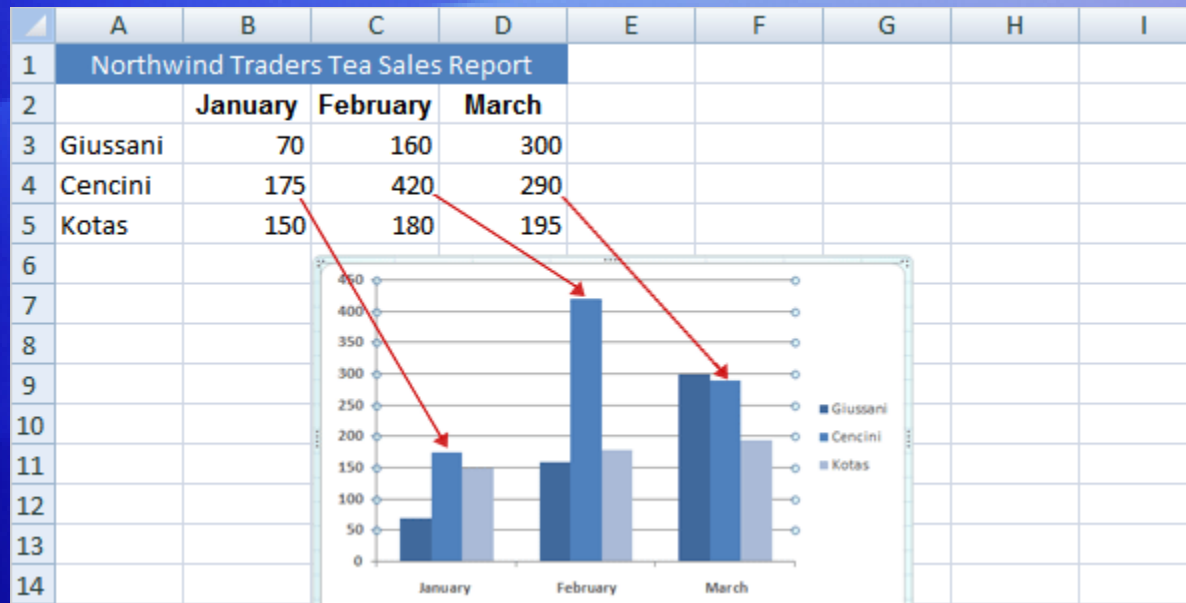 A B C D E F G H I
1 Northwind Traders Tea Sales Report
2 January February March
3 Giussani 70 160 300
4 Cencini 175 420 290
5 Kotas 150 180 195
6
7
8
9
10
11
12
13
14
450
400
350
300
250
200
150
100
50
0
January February March
Giussani
Cencini
Kotas